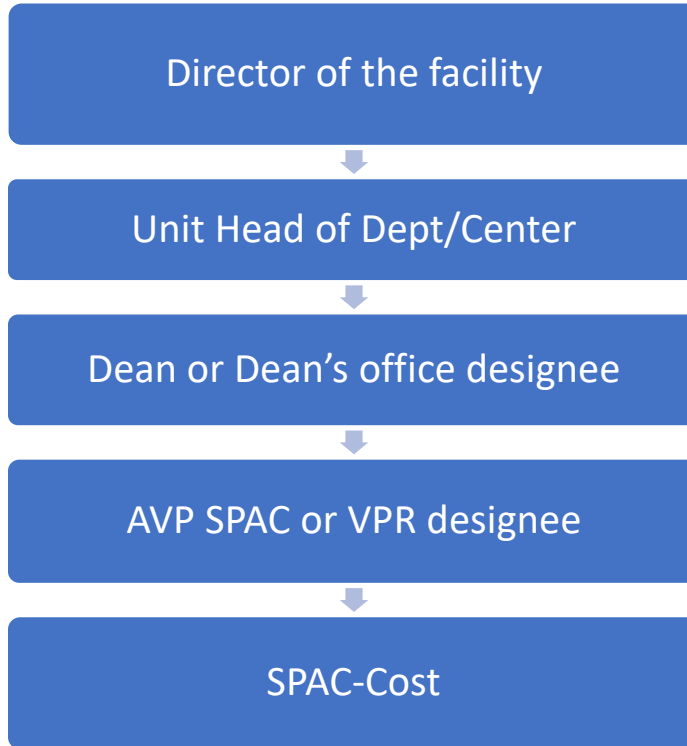 Director of the facility
Unit Head of Dept/Center
Dean or Dean’s office designee
AVP SPAC or VPR designee
SPAC-Cost